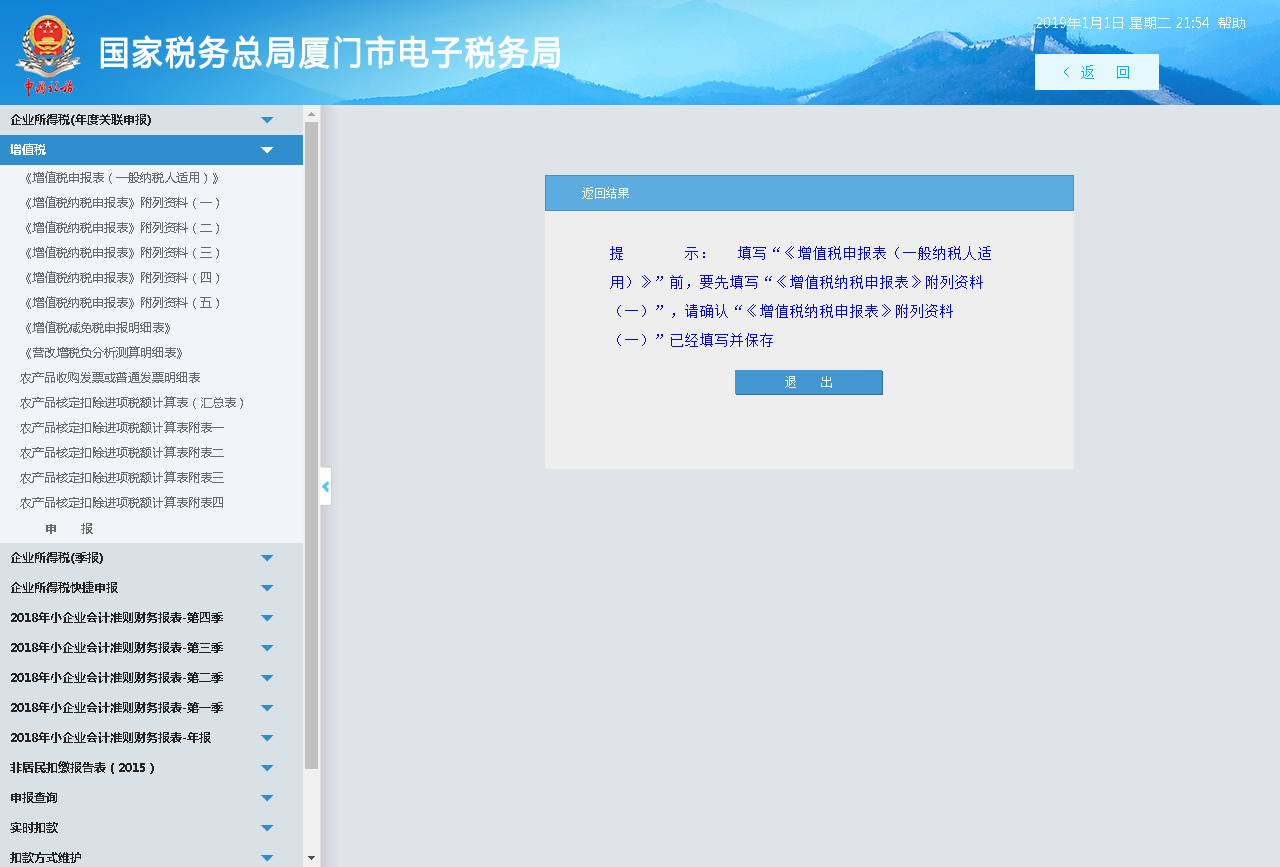 国家税务总局厦门市电子税务局
中国税务
2019年1月1日 星期二 21:54 帮助
返 回
企业所得税(年度关联申报)
增值税
《增值税申报表（一般纳税人适用）》
《增值税纳税申报表》附列资料（一）
《增值税纳税申报表》附列资料（二）
《增值税纳税申报表》附列资料（三）
《增值税纳税申报表》附列资料（四）
《增值税纳税申报表》附列资料（五）
《增值税减免税申报明细表》
《营改增税负分析测算明细表》
农产品收购发票或普通发票明细表
农产品核定扣除进项税额计算表（汇总表）
农产品核定扣除进项税额计算表附表一
农产品核定扣除进项税额计算表附表二
农产品核定扣除进项税额计算表附表三
农产品核定扣除进项税额计算表附表四
申 报
企业所得税(季报)
企业所得税快捷申报
2018年小企业会计准则财务报表-第四季
2018年小企业会计准则财务报表-第三季
2018年小企业会计准则财务报表-第二季
2018年小企业会计准则财务报表-第一季
2018年小企业会计准则财务报表-年报
非居民扣缴报告表（2015）
申报查询
实时扣款
扣款方式维护
返回结果
提 示： 填写“《增值税申报表（一般纳税人适
用）》”前，要先填写“《增值税纳税申报表》附列资料
（一）”，请确认“《增值税纳税申报表》附列资料
（一）”已经填写并保存
退 出